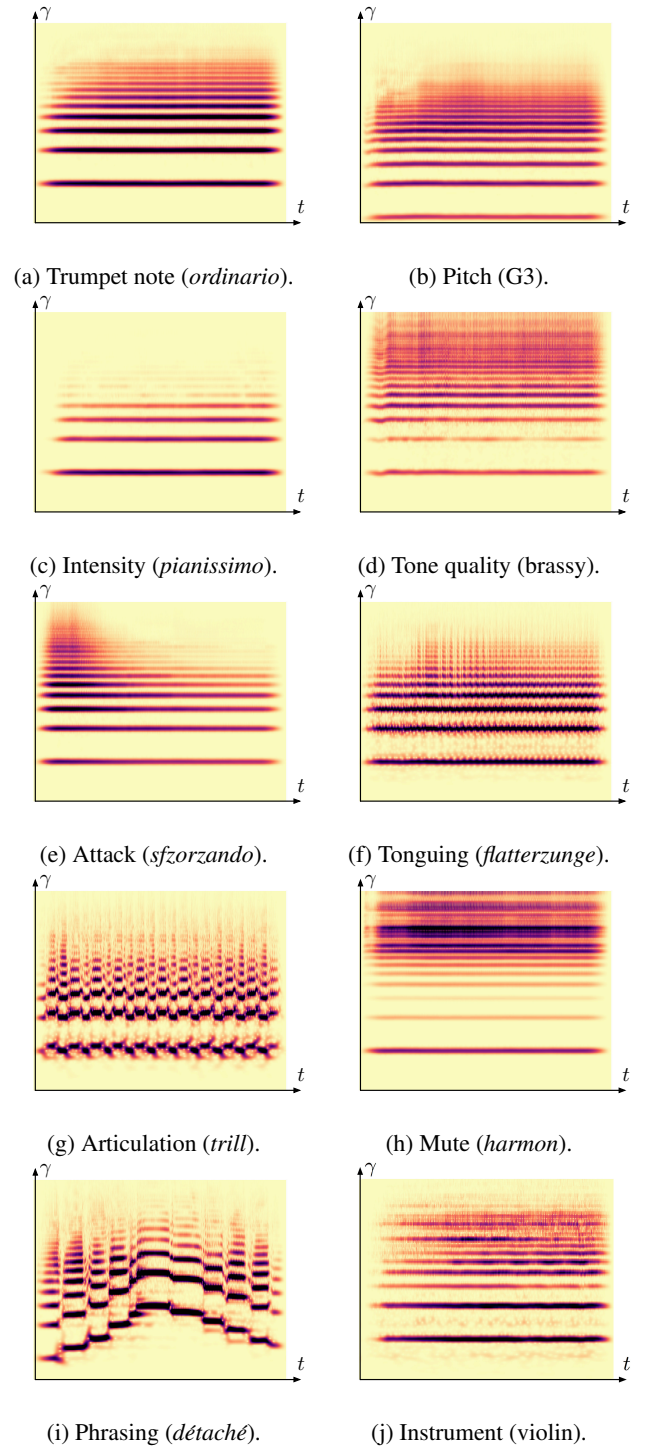 γ γ
t t
(a) Trumpet note (ordinario). (b) Pitch (G3).
γ γ
t t
(c) Intensity (pianissimo). (d) Tone quality (brassy).
γ γ
t t
(e) Attack (sfzorzando). (f) Tonguing (flatterzunge).
γ γ
t t
(g) Articulation (trill). (h) Mute (harmon).
γ γ
t t
(i) Phrasing (détaché). (j) Instrument (violin).